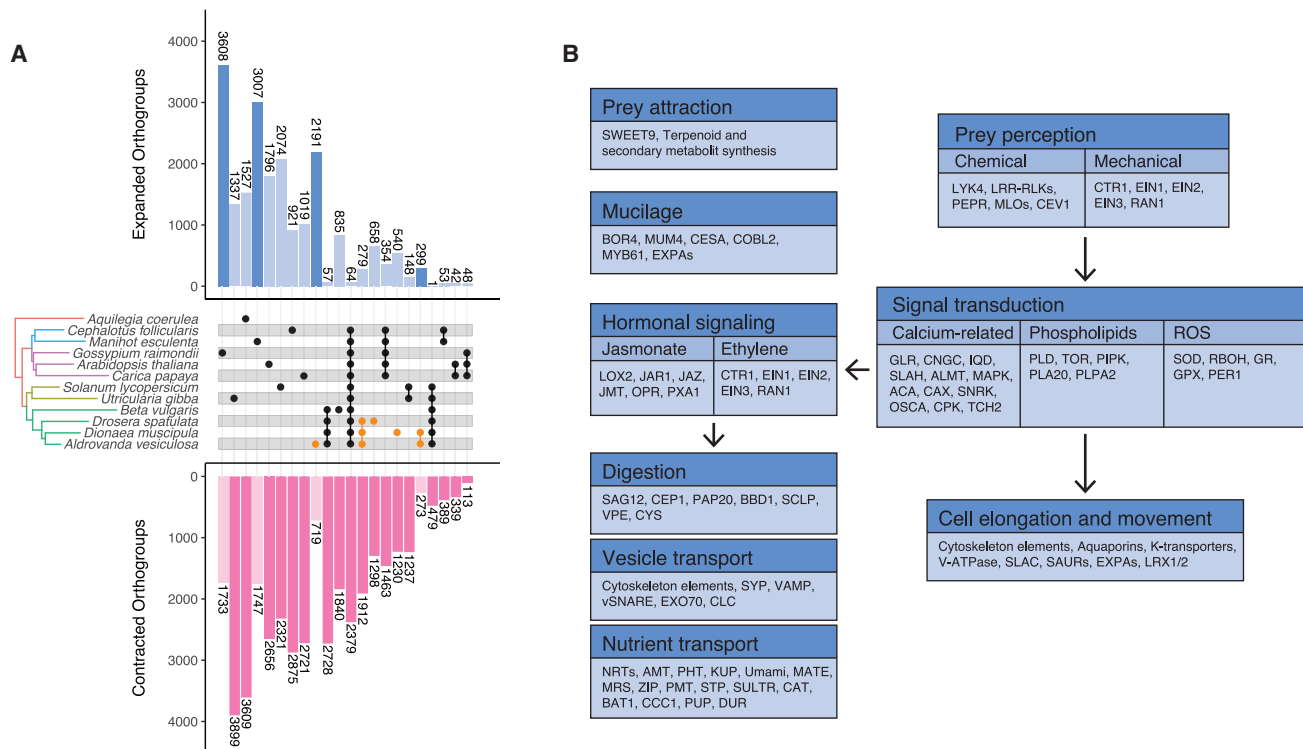 A
Expanded Orthogroups
4000
3000
2000
1000
0
3608
1337
1527
3007
1796
2074
921
1019
2191
57
835
64
279
658
354
540
148
299
1
53
42
48
Aquilegia coerulea
Cephalotus follicularis
Manihot esculenta
Gossypium raimondii
Arabidopsis thaliana
Carica papaya
Solanum lycopersicum
Utricularia gibba
Beta vulgaris
Drosera spatulata
Dionaea muscipula
Aldrovanda vesiculosa
Contracted Orthogroups
0
1000
2000
3000
4000
1733
3899
3609
1747
2656
2321
2875
2721
719
2728
1840
2379
1912
1298
1463
1230
1237
273
479
389
339
113
B
Prey attraction
SWEET9, Terpenoid and
secondary metabolit synthesis
Mucilage
BOR4, MUM4, CESA, COBL2,
MYB61, EXPAs
Hormonal signaling
Jasmonate
LOX2, JAR1, JAZ,
JMT, OPR, PXA1
Ethylene
CTR1, EIN1, EIN2,
EIN3, RAN1
Digestion
SAG12, CEP1, PAP20, BBD1, SCLP,
VPE, CYS
Vesicle transport
Cytoskeleton elements, SYP, VAMP,
vSNARE, EXO70, CLC
Nutrient transport
NRTs, AMT, PHT, KUP, Umami, MATE,
MRS, ZIP, PMT, STP, SULTR, CAT,
BAT1, CCC1, PUP, DUR
Prey perception
Chemical
LYK4, LRR-RLKs,
PEPR, MLOs, CEV1
Mechanical
CTR1, EIN1, EIN2,
EIN3, RAN1
Signal transduction
Calcium-related
GLR, CNGC, IQD,
SLAH, ALMT, MAPK,
ACA, CAX, SNRK,
OSCA, CPK, TCH2
Phospholipids
PLD, TOR, PIPK,
PLA20, PLPA2
ROS
SOD, RBOH, GR,
GPX, PER1
Cell elongation and movement
Cytoskeleton elements, Aquaporins, K-transporters,
V-ATPase, SLAC, SAURs, EXPAs, LRX1/2